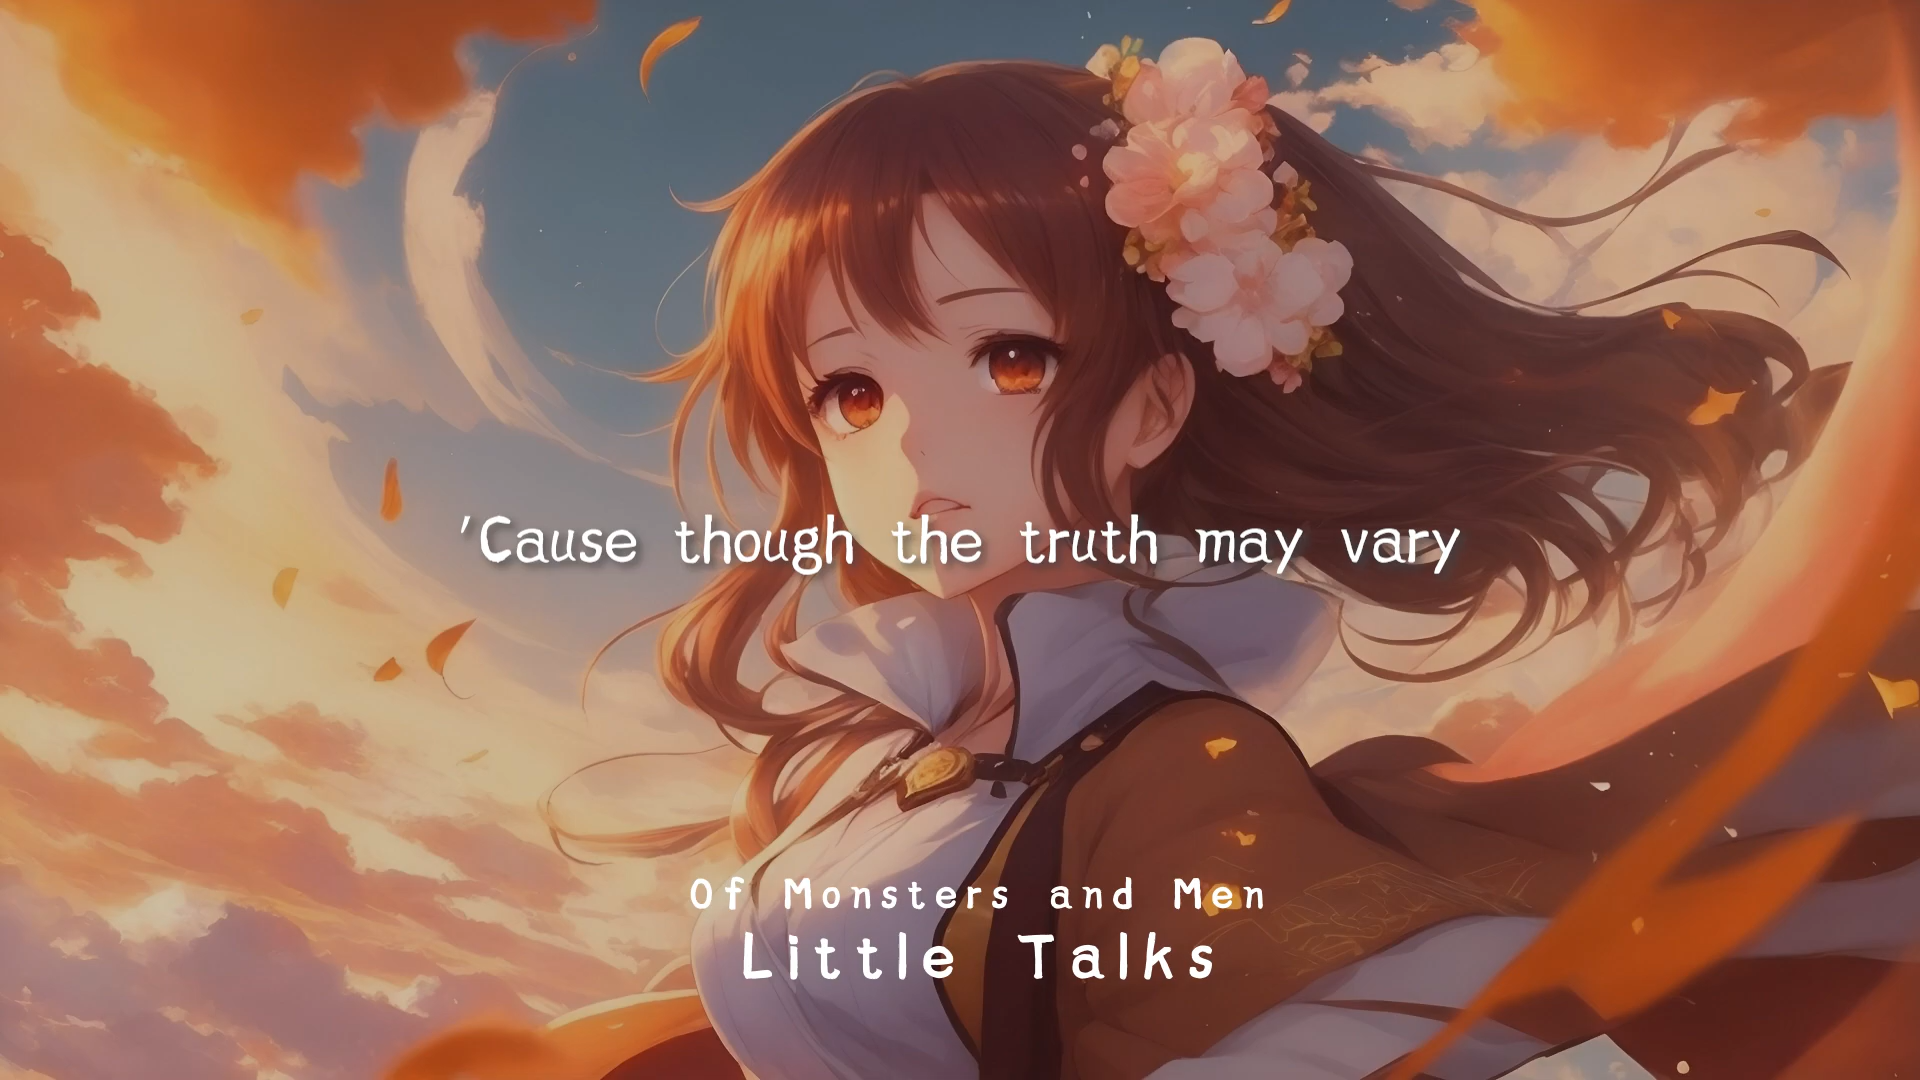 'Cause though the truth may vary
Of Monsters and Men
Little Talks